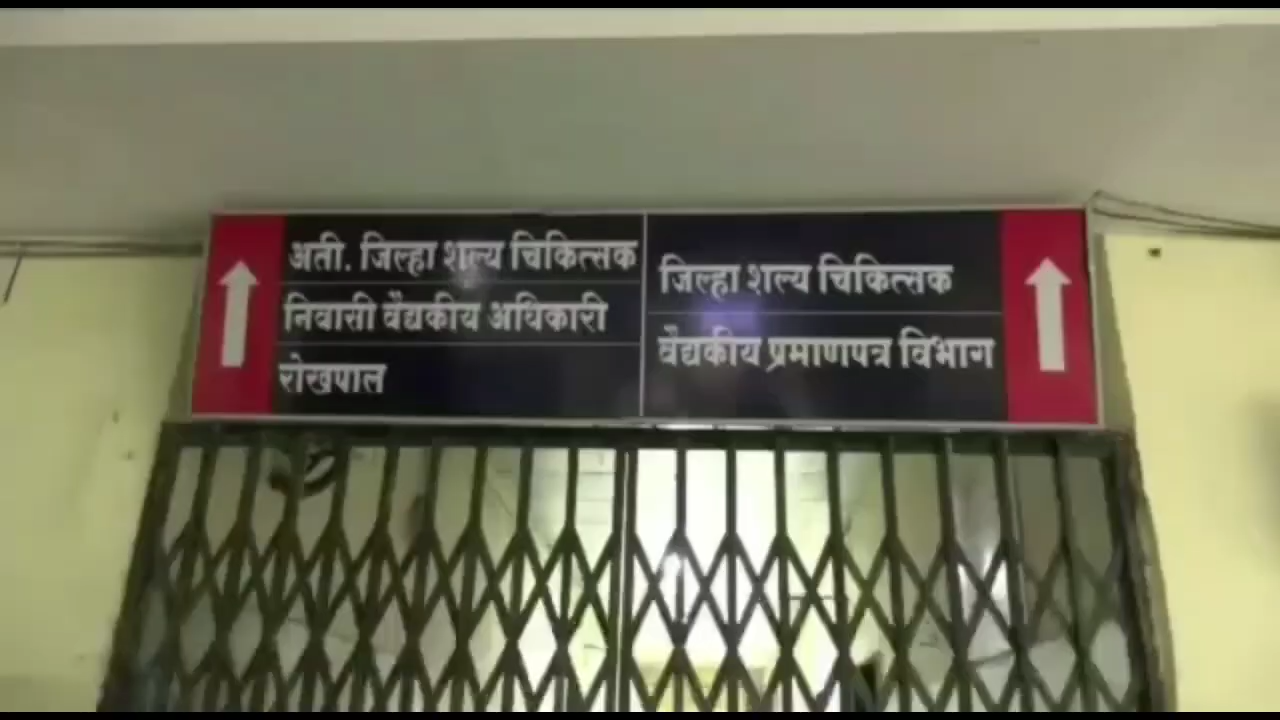 अती. जिल्हा शल्य चिकित्सक
निवासी वैद्यकीय अधिकारी
रोखपाल
जिल्हा शल्य चिकित्सक
वैद्यकीय प्रमाणपत्र विभाग